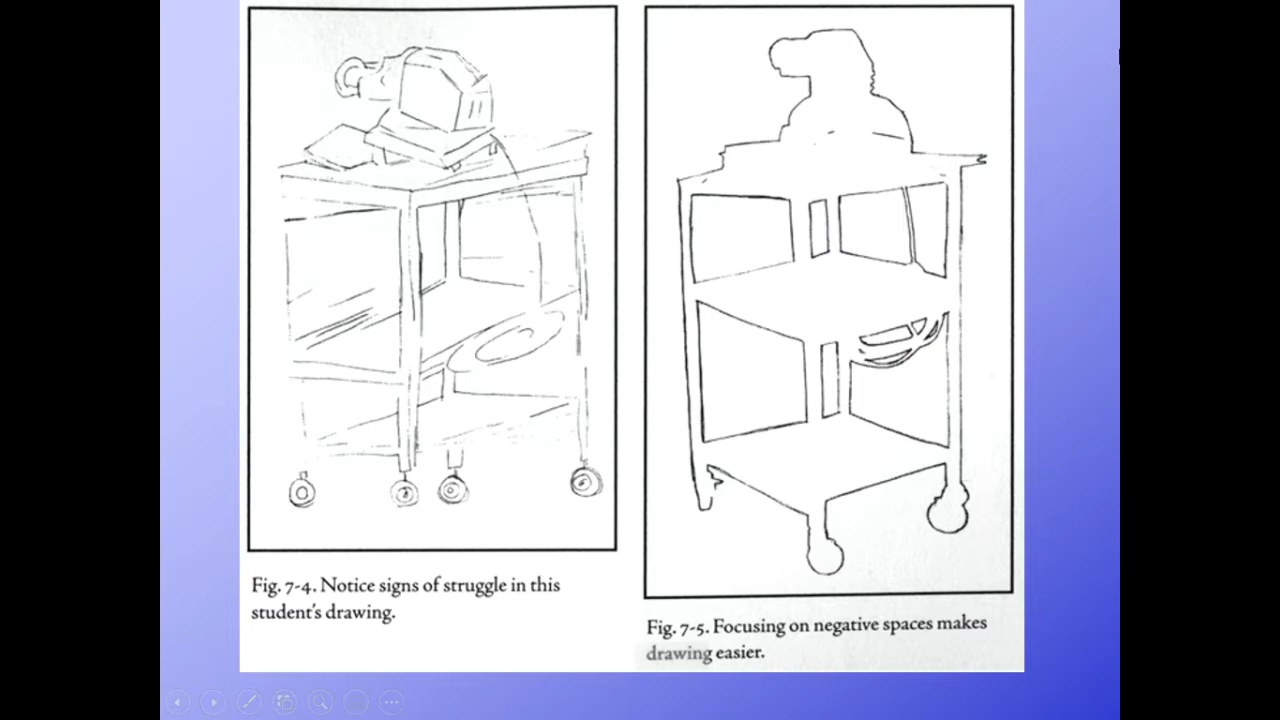 Fig. 7-4. Notice signs of struggle in this
student's drawing.
Fig. 7-5. Focusing on negative spaces makes
drawing easier.